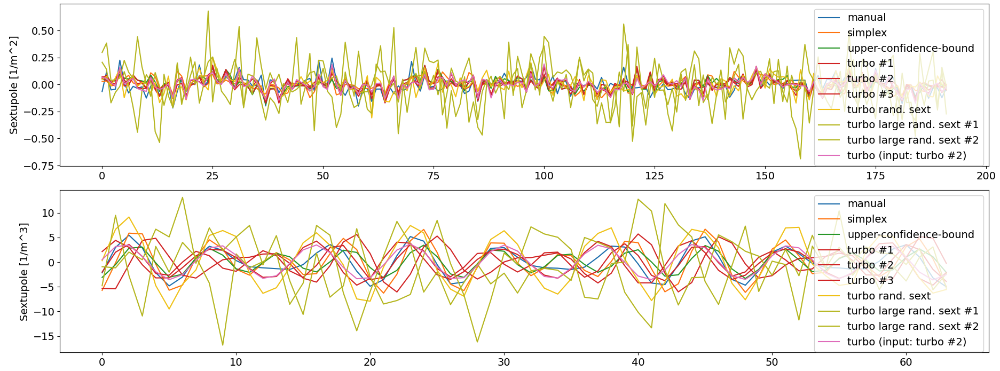 Sextupole [1/m^2]
0.50
0.25
0.00
−0.25
−0.50
−0.75
0 25 50 75 100 125 150 175 200
manual
simplex
upper-confidence-bound
turbo #1
turbo #2
turbo #3
turbo rand. sext
turbo large rand. sext #1
turbo large rand. sext #2
turbo (input: turbo #2)
Sextupole [1/m^3]
10
5
0
−5
−10
−15
0 10 20 30 40 50 60
manual
simplex
upper-confidence-bound
turbo #1
turbo #2
turbo #3
turbo rand. sext
turbo large rand. sext #1
turbo large rand. sext #2
turbo (input: turbo #2)